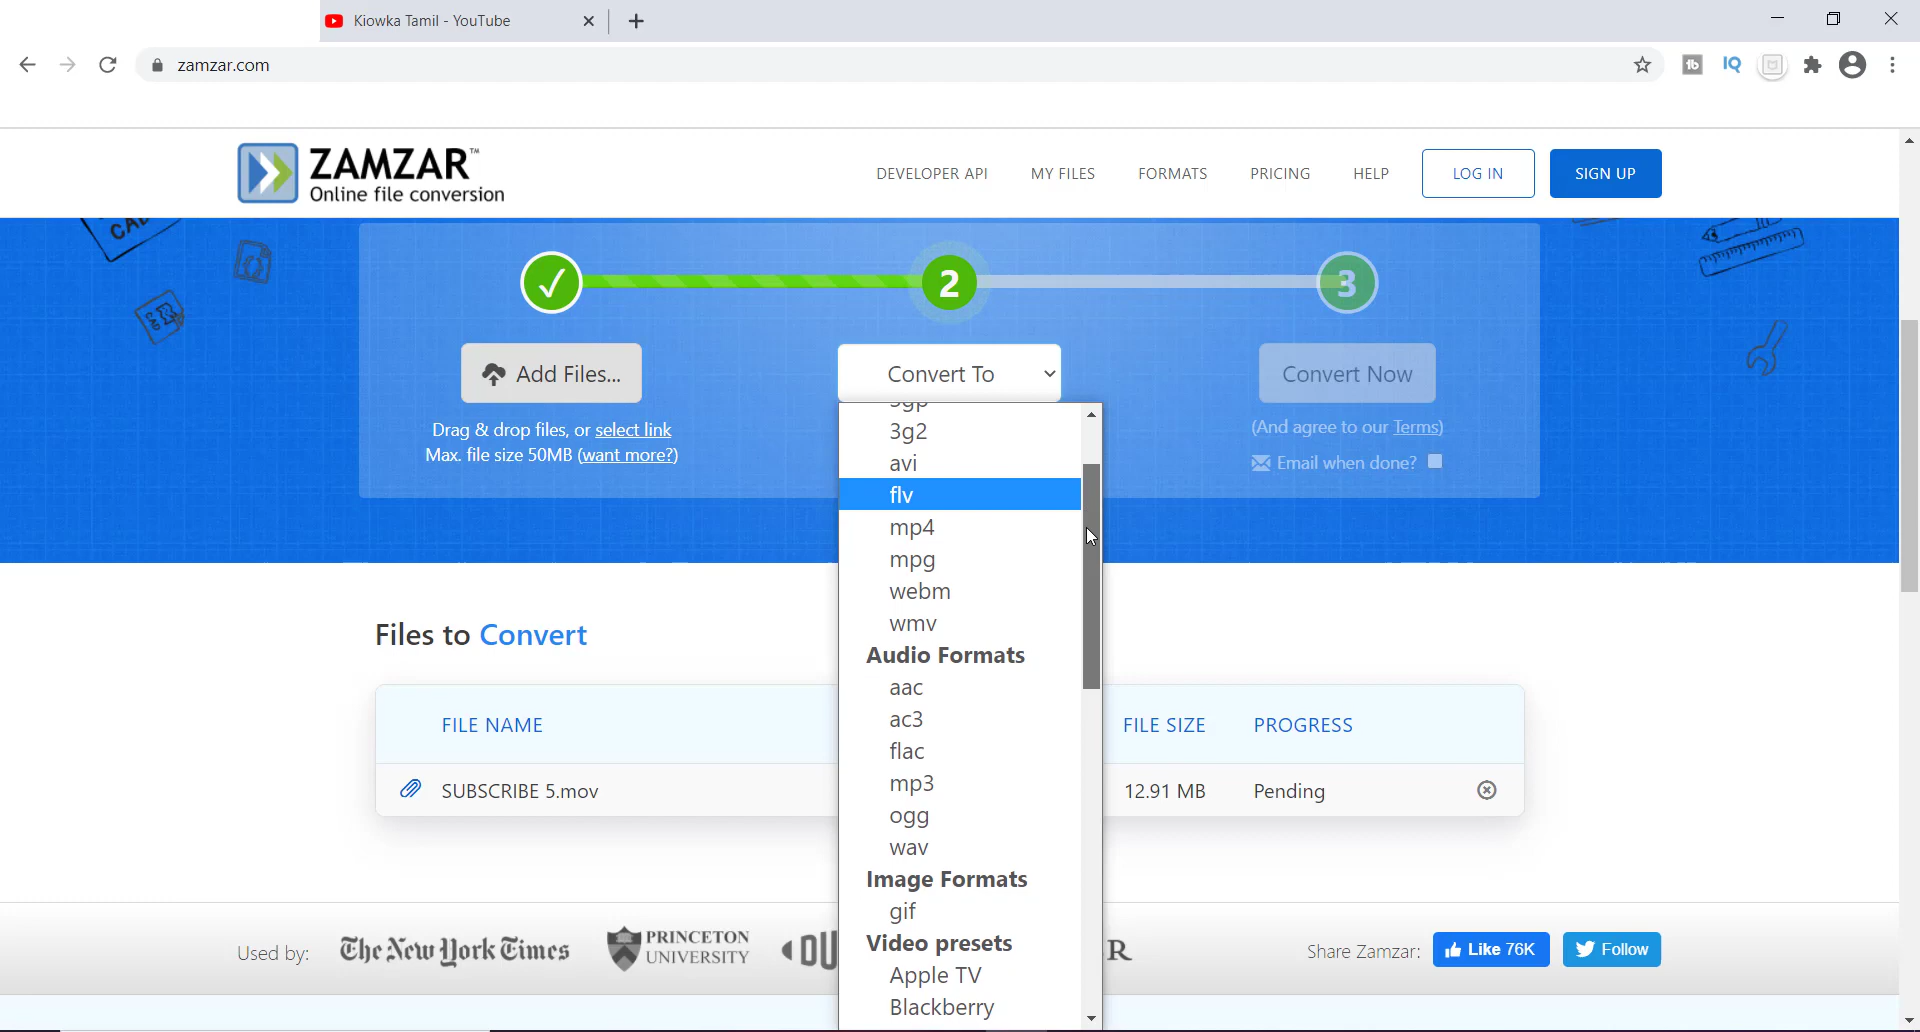 Kiowka Tamil - YouTube
zamzar.com
ZAMZAR™
Online file conversion
DEVELOPER API
MY FILES
FORMATS
PRICING
HELP
LOG IN
SIGN UP
CAD
CAD
2
3
Add Files...
Convert To
Convert Now
Drag & drop files, or select link
Max. file size 50MB (want more?)
(And agree to our Terms)
Email when done?
3gp
3g2
avi
flv
mp4
mpg
webm
wmv
Audio Formats
aac
ac3
flac
mp3
ogg
wav
Image Formats
gif
Video presets
Apple TV
Blackberry
Files to Convert
FILE NAME
FILE SIZE
PROGRESS
SUBSCRIBE 5.mov
12.91 MB
Pending
Used by:
The New York Times
PRINCETON
UNIVERSITY
Share Zamzar:
Like 76K
Follow